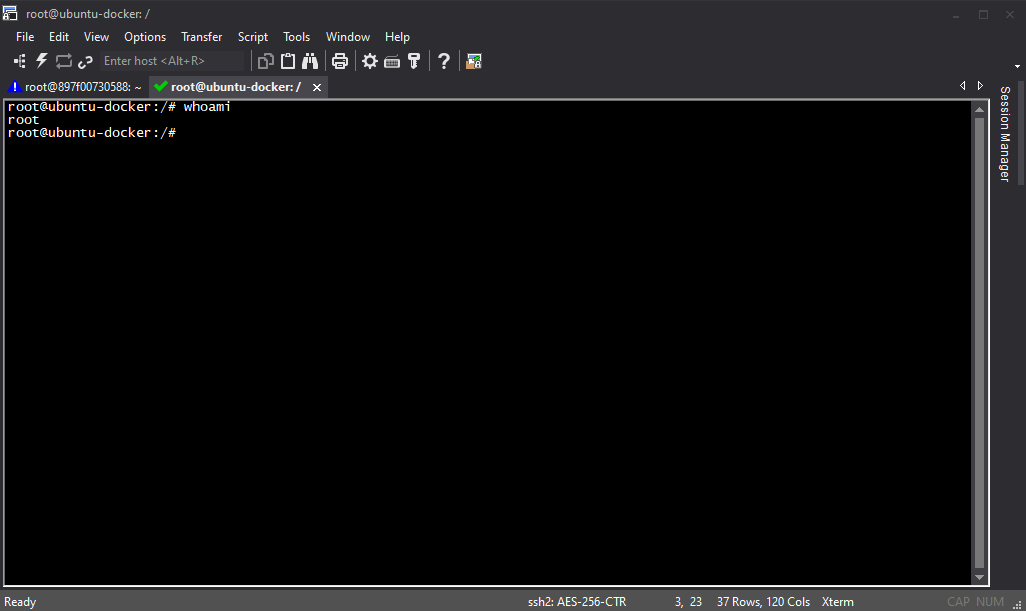 root@ubuntu-docker: /
File Edit View Options Transfer Script Tools Window Help
Enter host <Alt+R>
root@897f00730588: ~ root@ubuntu-docker: /
root@ubuntu-docker:/# whoami
root
root@ubuntu-docker:/#
Session Manager
Ready ssh2: AES-256-CTR 3, 23 37 Rows, 120 Cols Xterm CAP NUM